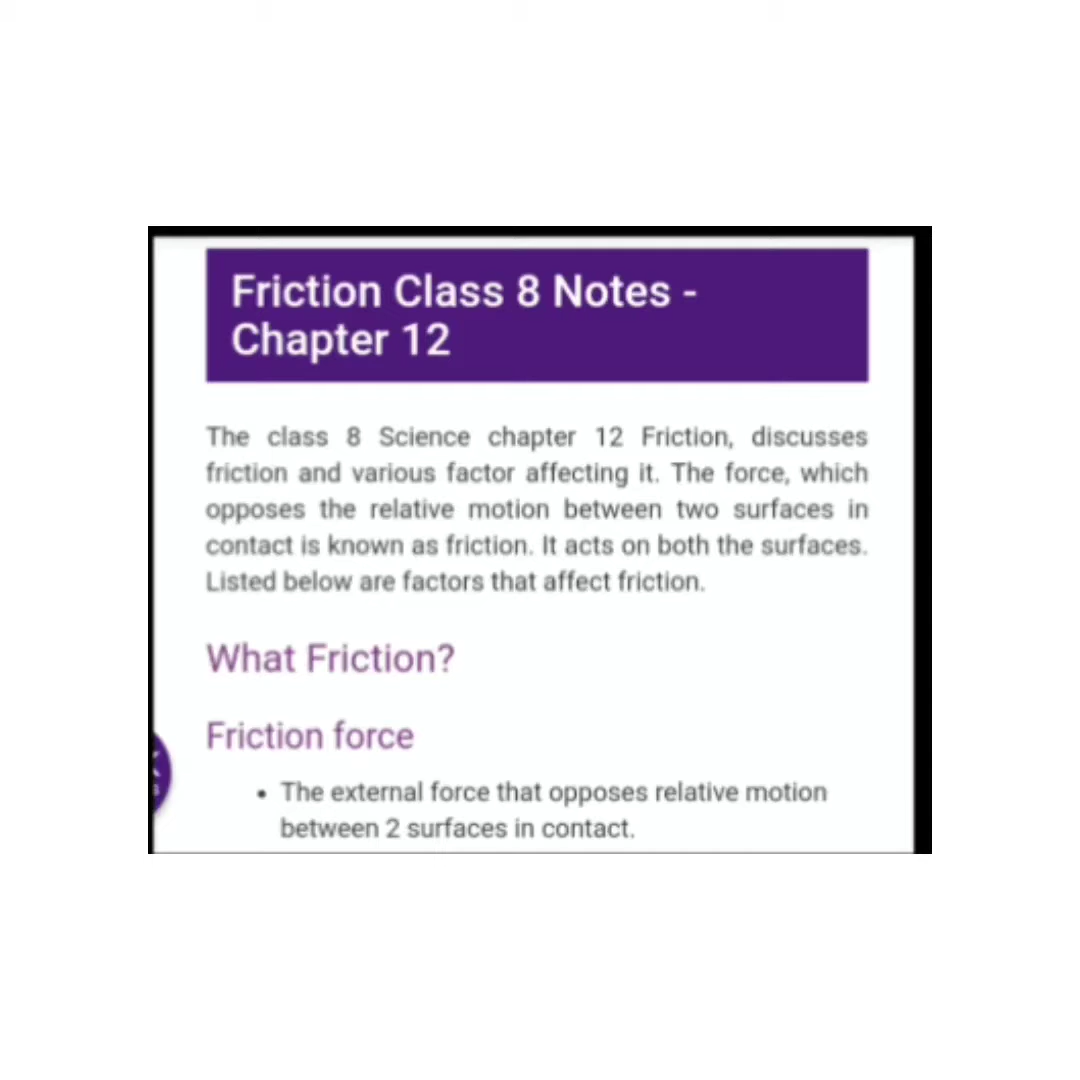 Friction Class 8 Notes -
Chapter 12
The class 8 Science chapter 12 Friction, discusses
friction and various factor affecting it. The force, which
opposes the relative motion between two surfaces in
contact is known as friction. It acts on both the surfaces.
Listed below are factors that affect friction.
What Friction?
Friction force
• The external force that opposes relative motion
between 2 surfaces in contact.